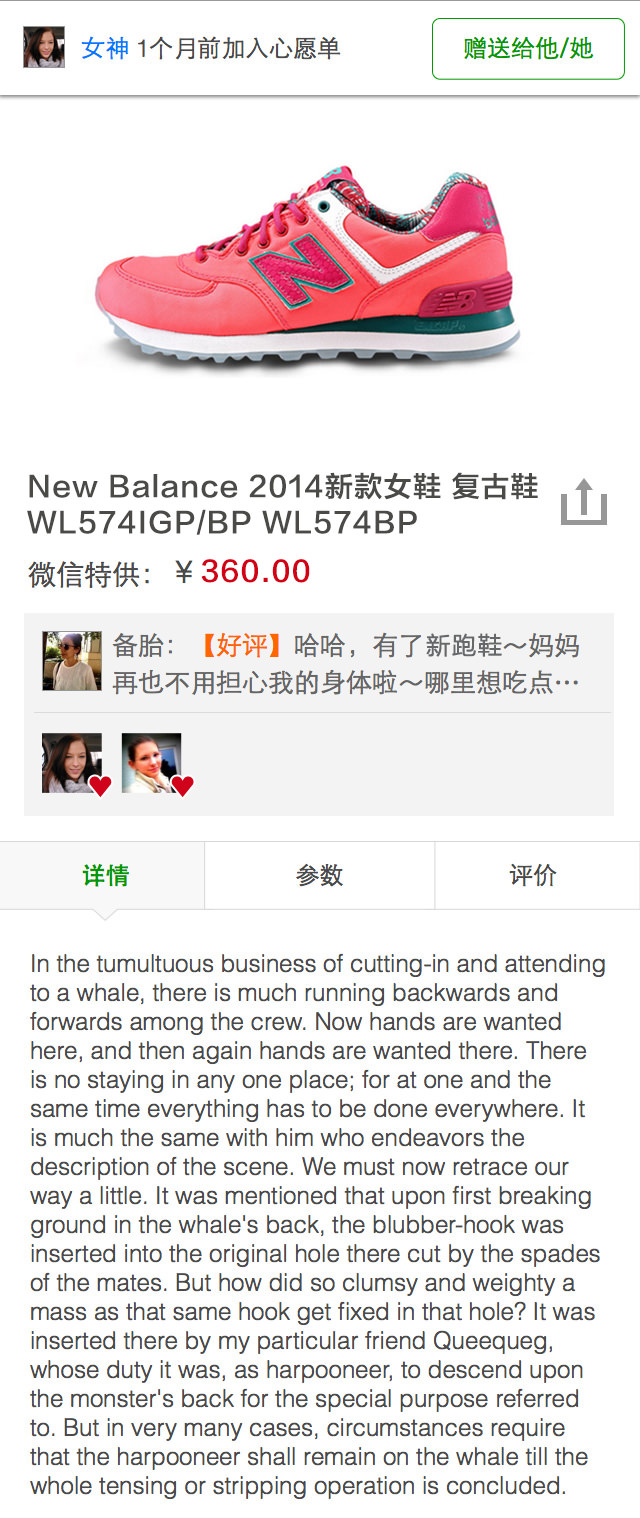 女神 1个月前加入心愿单
赠送给他/她
N
NB
New Balance 2014新款女鞋 复古鞋
WL574IGP/BP WL574BP
微信特供：￥360.00
备胎：【好评】哈哈，有了新跑鞋～妈妈
再也不用担心我的身体啦～哪里想吃点…
详情
参数
评价
In the tumultuous business of cutting-in and attending
to a whale, there is much running backwards and
forwards among the crew. Now hands are wanted
here, and then again hands are wanted there. There
is no staying in any one place; for at one and the
same time everything has to be done everywhere. It
is much the same with him who endeavors the
description of the scene. We must now retrace our
way a little. It was mentioned that upon first breaking
ground in the whale's back, the blubber-hook was
inserted into the original hole there cut by the spades
of the mates. But how did so clumsy and weighty a
mass as that same hook get fixed in that hole? It was
inserted there by my particular friend Queequeg,
whose duty it was, as harpooneer, to descend upon
the monster's back for the special purpose referred
to. But in very many cases, circumstances require
that the harpooneer shall remain on the whale till the
whole tensing or stripping operation is concluded.